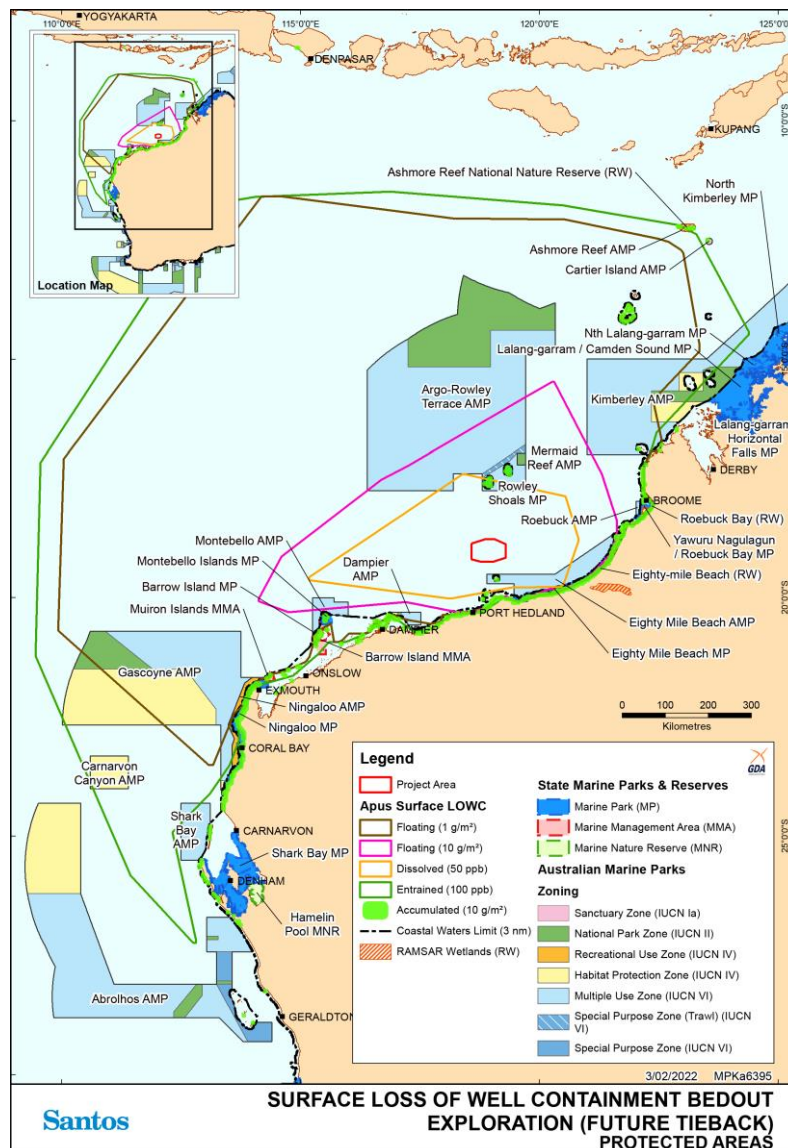 110°0'0"E
115°0'0"E
120°0'0"E
125°0'0"E
YOGYAKARTA
DENPASAR
KUPANG
10°0'0"S
Location Map
Ashmore Reef National Nature Reserve (RW)
North
Kimberley MP
Ashmore Reef AMP
Cartier Island AMP
Nth Lalang-garram MP
Lalang-garram / Camden Sound MP
Argo-Rowley
Terrace AMP
Kimberley AMP
Lalang-garram
Horizontal
Falls MP
Mermaid
Reef AMP
DERBY
Rowley
Shoals MP
BROOME
Montebello AMP
Roebuck AMP
Roebuck Bay (RW)
Montebello Islands MP
Dampier
AMP
Yawuru Nagulagun
/ Roebuck Bay MP
Barrow Island MP
Eighty-mile Beach (RW)
20°0'0"S
Muiron Islands MMA
PORT HEDLAND
Eighty Mile Beach AMP
DAMPIER
Barrow Island MMA
Eighty Mile Beach MP
Gascoyne AMP
ONSLOW
EXMOUTH
Ningaloo AMP
Ningaloo MP
300 150 0 300
Kilometres
CORAL BAY
Carnarvon
Canyon AMP
Shark
Bay
AMP
CARNARVON
Shark Bay MP
25°0'0"S
DENHAM
Hamelin
Pool MNR
Abrolhos AMP
GERALDTON
Legend
GDA
Project Area
Apus Surface LOWC
Floating (1 g/m²)
Floating (10 g/m²)
Dissolved (50 ppb)
Entrained (100 ppb)
Accumulated (10 g/m²)
Coastal Waters Limit (3 nm)
RAMSAR Wetlands (RW)
State Marine Parks & Reserves
Marine Park (MP)
Marine Management Area (MMA)
Marine Nature Reserve (MNR)
Australian Marine Parks
Zoning
Sanctuary Zone (IUCN Ia)
National Park Zone (IUCN II)
Recreational Use Zone (IUCN IV)
Habitat Protection Zone (IUCN IV)
Multiple Use Zone (IUCN VI)
Special Purpose Zone (Trawl) (IUCN
VI)
Special Purpose Zone (IUCN VI)
3/02/2022 MPKa6395
Santos
SURFACE LOSS OF WELL CONTAINMENT BEDOUT
EXPLORATION (FUTURE TIEBACK)
PROTECTED AREAS